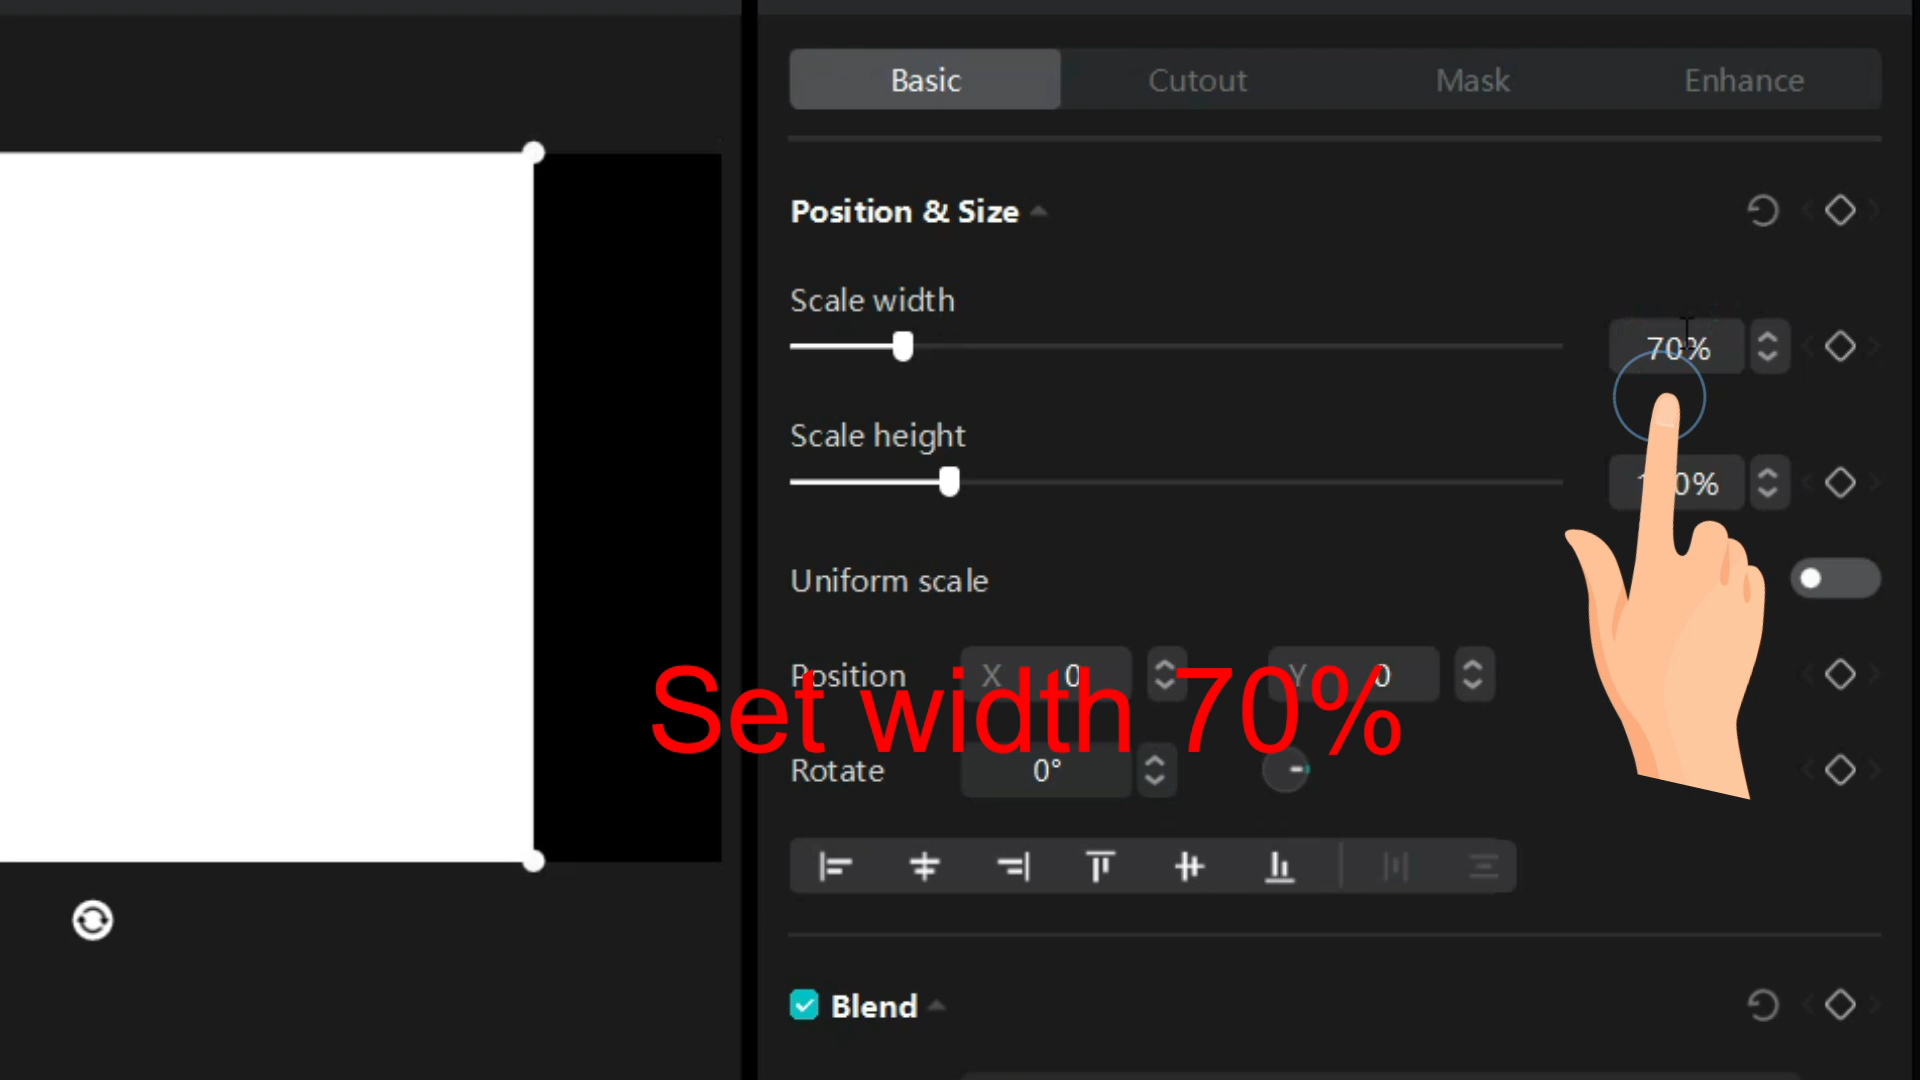 Basic Cutout Mask Enhance
Position & Size
Scale width
70%
Scale height
Uniform scale
Position X 0 Y 0
Set width 70%
Rotate 0°
Blend